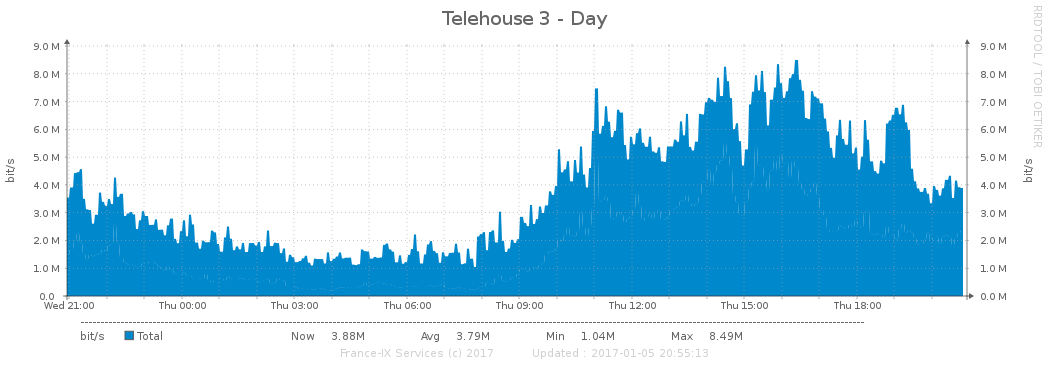 Telehouse 3 - Day
RRDTOOL / TOBI OETIKER
9.0 M 9.0 M
8.0 M 8.0 M
7.0 M 7.0 M
6.0 M 6.0 M
5.0 M 5.0 M
bit/s bit/s
4.0 M 4.0 M
3.0 M 3.0 M
2.0 M 2.0 M
1.0 M 1.0 M
0.0 0.0 M
Wed 21:00 Thu 00:00 Thu 03:00 Thu 06:00 Thu 09:00 Thu 12:00 Thu 15:00 Thu 18:00
bit/s Total Now 3.88M Avg 3.79M Min 1.04M Max 8.49M
France-IX Services (c) 2017 Updated : 2017-01-05 20:55:13